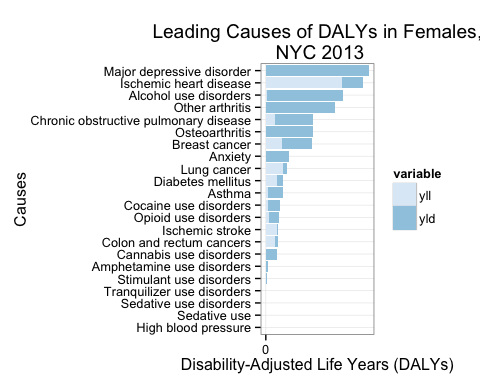 Leading Causes of DALYs in Females,
NYC 2013
Causes
Major depressive disorder
Ischemic heart disease
Alcohol use disorders
Other arthritis
Chronic obstructive pulmonary disease
Osteoarthritis
Breast cancer
Anxiety
Lung cancer
Diabetes mellitus
Asthma
Cocaine use disorders
Opioid use disorders
Ischemic stroke
Colon and rectum cancers
Cannabis use disorders
Amphetamine use disorders
Stimulant use disorders
Tranquilizer use disorders
Sedative use disorders
Sedative use
High blood pressure
0
Disability-Adjusted Life Years (DALYs)
variable
yll
yld